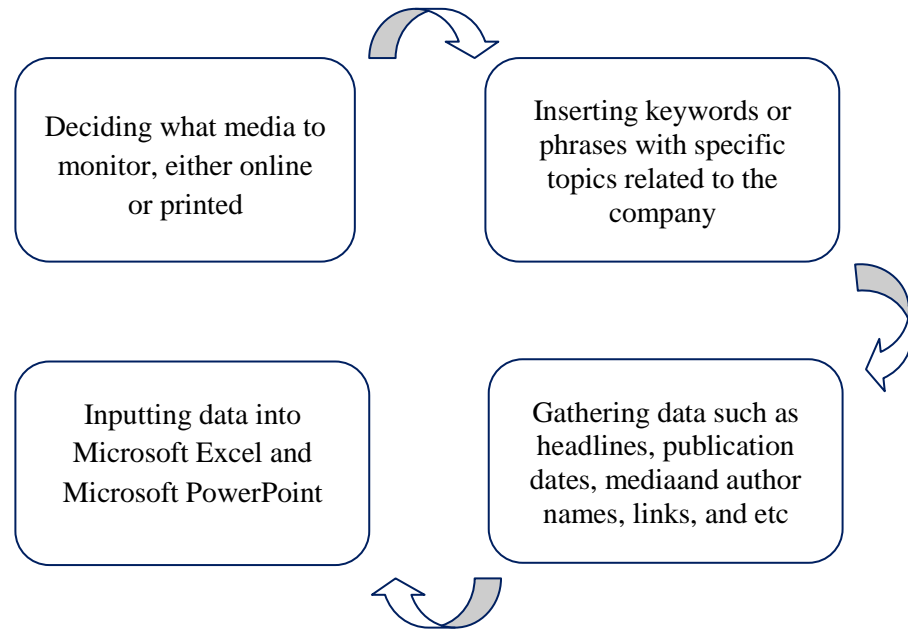 Deciding what media to
monitor, either online
or printed
Inserting keywords or
phrases with specific
topics related to the
company
Gathering data such as
headlines, publication
dates, mediaand author
names, links, and etc
Inputting data into
Microsoft Excel and
Microsoft PowerPoint